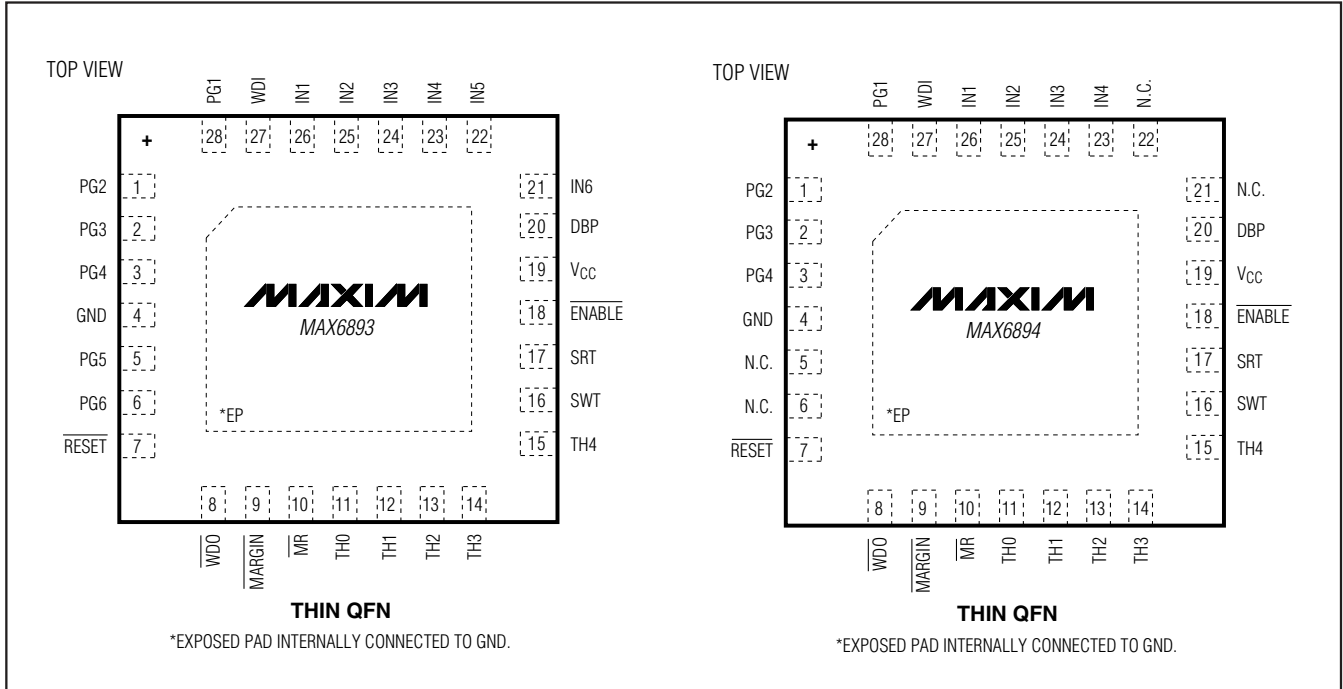 TOP VIEW
PG1 WDI IN1 IN2 IN3 IN4 IN5
+ 28 27 26 25 24 23 22
PG2 1 21 IN6
PG3 2 20 DBP
PG4 3 19 VCC
GND 4 18 ENABLE
PG5 5 17 SRT
PG6 6 16 SWT
RESET 7 15 TH4
MAXIM
MAX6893
*EP
8 9 10 11 12 13 14
WDO MARGIN MR TH0 TH1 TH2 TH3
THIN QFN
*EXPOSED PAD INTERNALLY CONNECTED TO GND.
TOP VIEW
PG1 WDI IN1 IN2 IN3 IN4 N.C.
+ 28 27 26 25 24 23 22
PG2 1 21 N.C.
PG3 2 20 DBP
PG4 3 19 VCC
GND 4 18 ENABLE
N.C. 5 17 SRT
N.C. 6 16 SWT
RESET 7 15 TH4
MAXIM
MAX6894
*EP
8 9 10 11 12 13 14
WDO MARGIN MR TH0 TH1 TH2 TH3
THIN QFN
*EXPOSED PAD INTERNALLY CONNECTED TO GND.